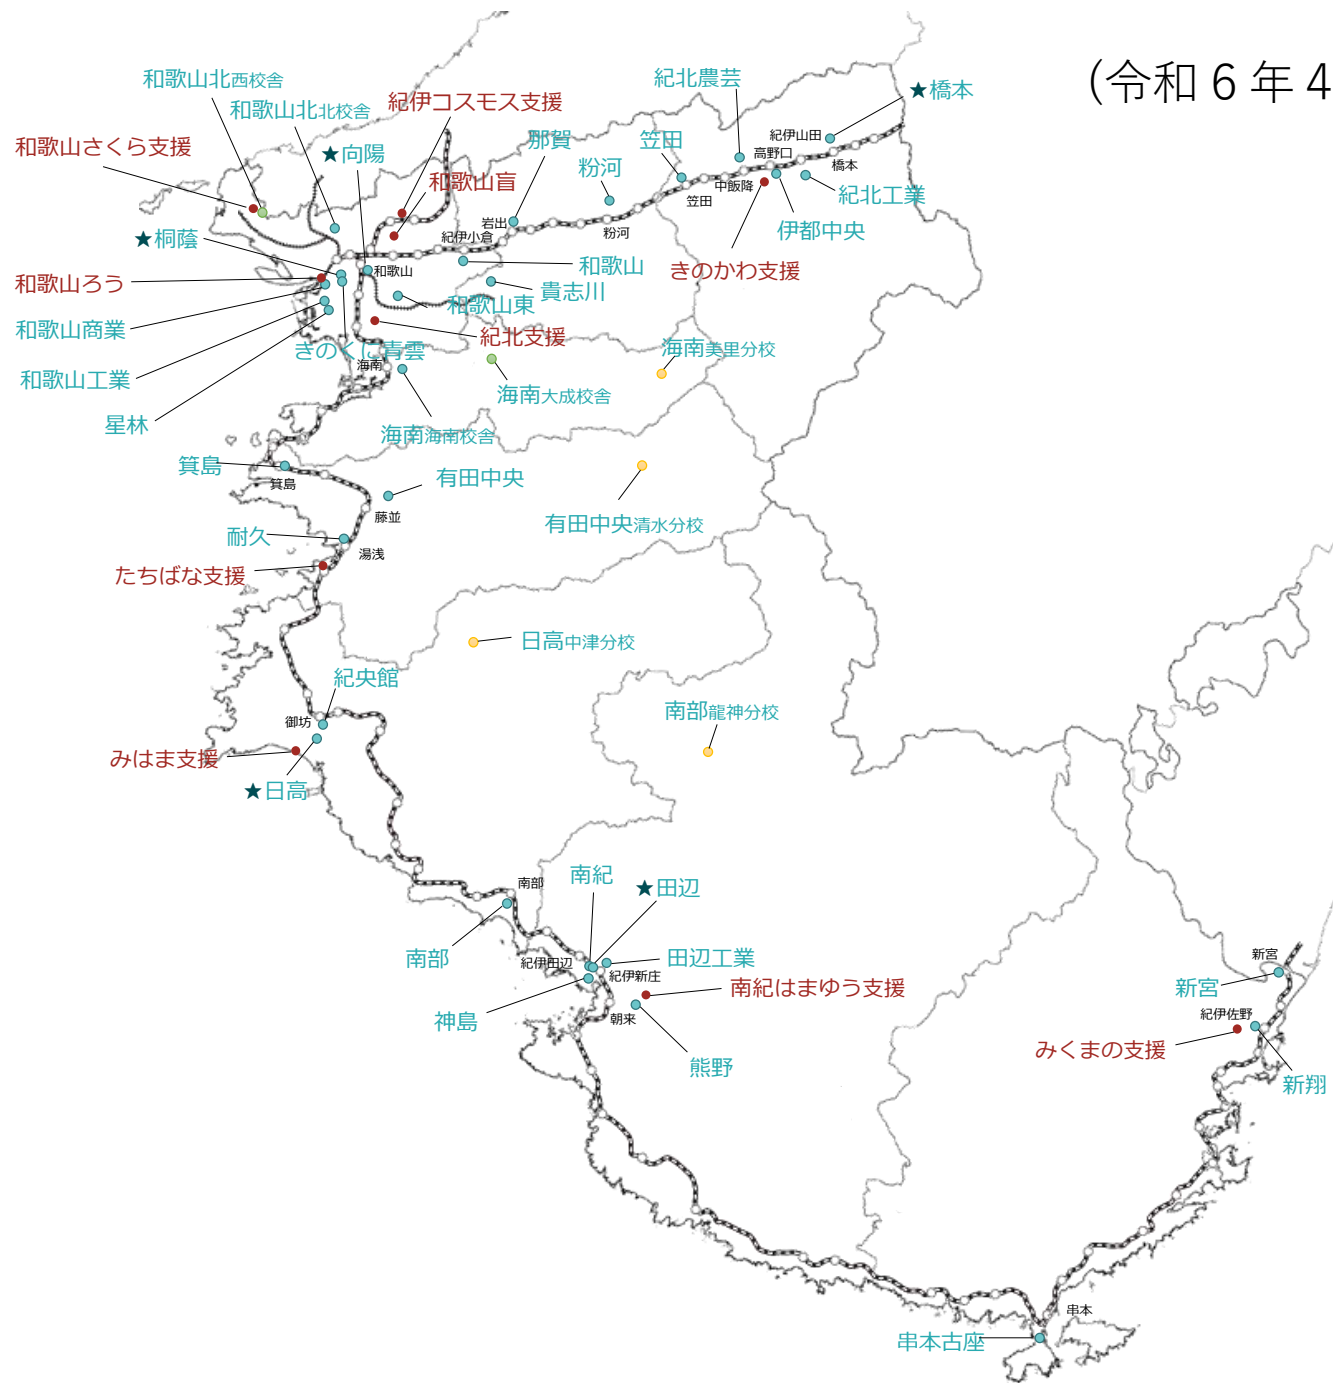 (令和６年４
和歌山北西校舎
紀北農芸
★橋本
和歌山北北校舎
紀伊コスモス支援
和歌山さくら支援
★向陽
那賀
笠田
紀伊山田
高野口
橋本
粉河
和歌山盲
中飯降
笠田
紀北工業
岩出
粉河
伊都中央
★桐蔭
紀伊小倉
和歌山
和歌山
きのかわ支援
和歌山ろう
貴志川
和歌山東
和歌山商業
紀北支援
きのくに青雲
海南美里分校
海南
和歌山工業
海南大成校舎
星林
海南海南校舎
箕島
箕島
有田中央
藤並
有田中央清水分校
耐久
湯浅
たちばな支援
日高中津分校
紀央館
南部龍神分校
御坊
みはま支援
★日高
南紀
南部
★田辺
南部
紀伊田辺
田辺工業
紀伊新庄
南紀はまゆう支援
新宮
新宮
神島
朝来
紀伊佐野
みくまの支援
熊野
新翔
串本
串本古座